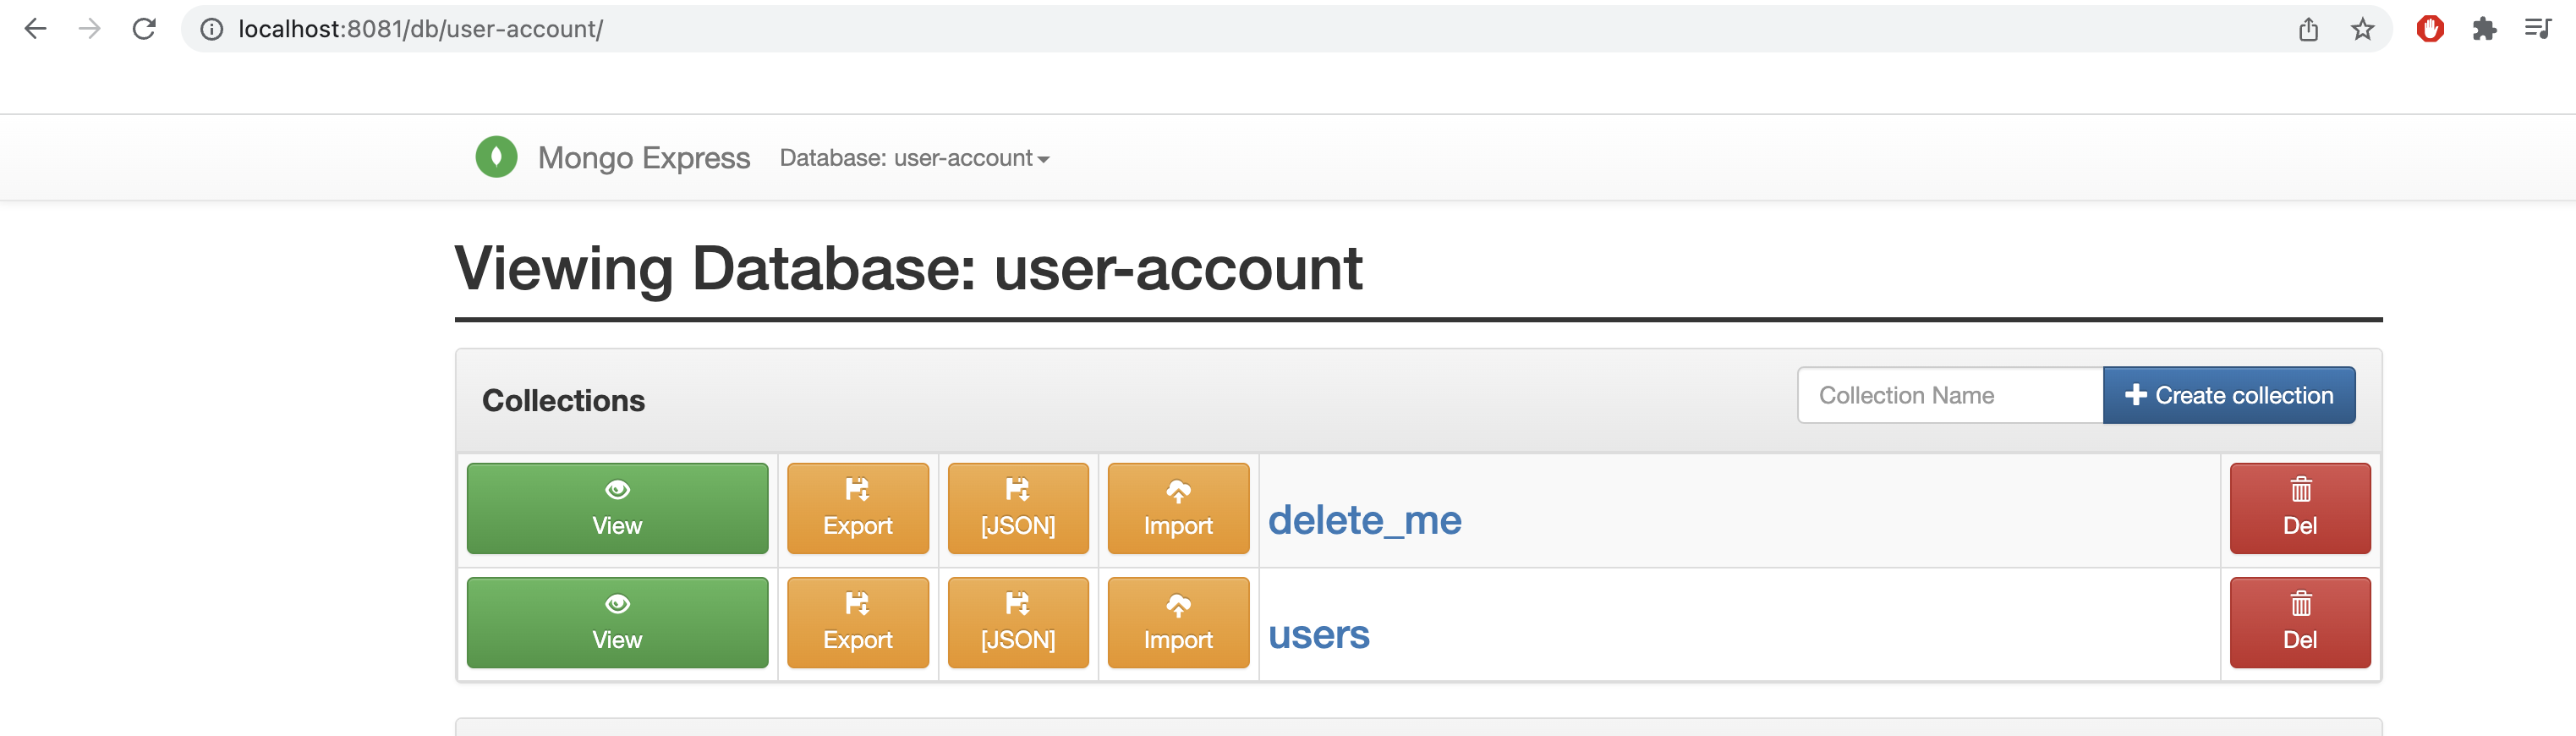 localhost:8081/db/user-account/
Mongo Express Database: user-account
Viewing Database: user-account
Collections
Collection Name Create collection
View Export [JSON] Import delete_me Del
View Export [JSON] Import users Del